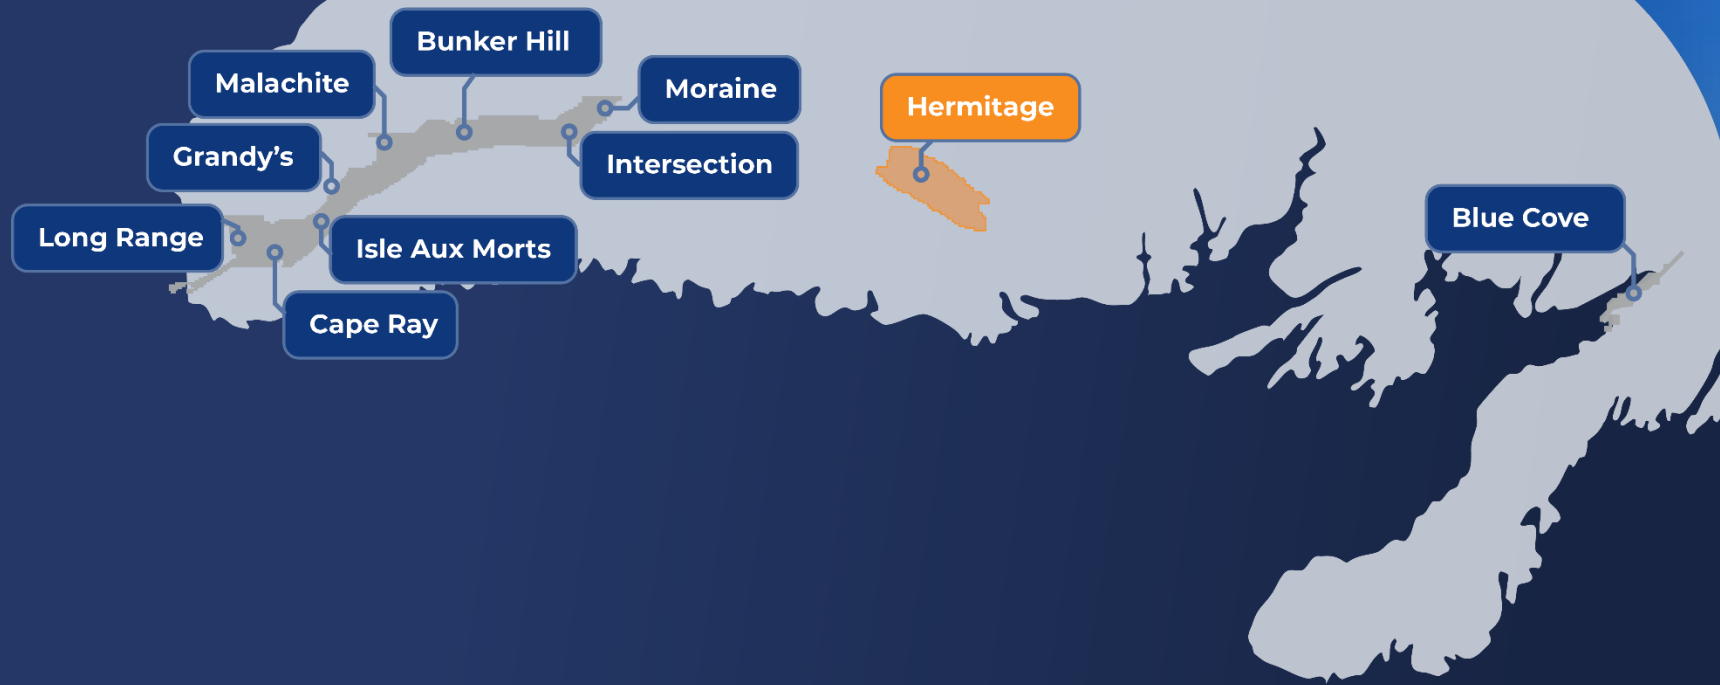 Bunker Hill
Malachite
Moraine
Hermitage
Grandy's
Intersection
Long Range
Isle Aux Morts
Blue Cove
Cape Ray